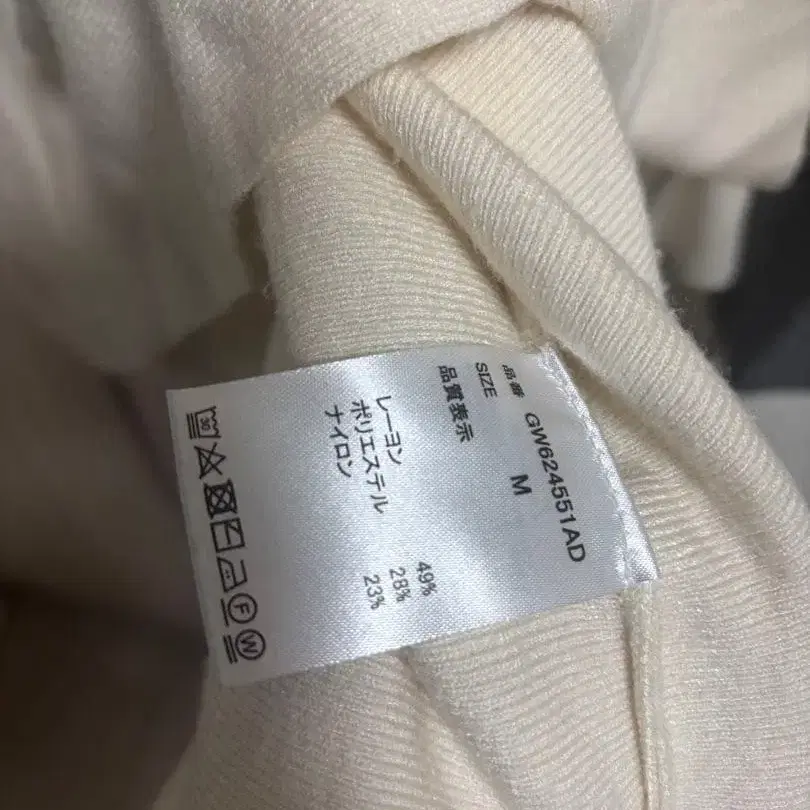 品番 GW624551AD
SIZE M
品質表示
レーヨン 49%
ポリエステル 28%
ナイロン 23%
30
F
W